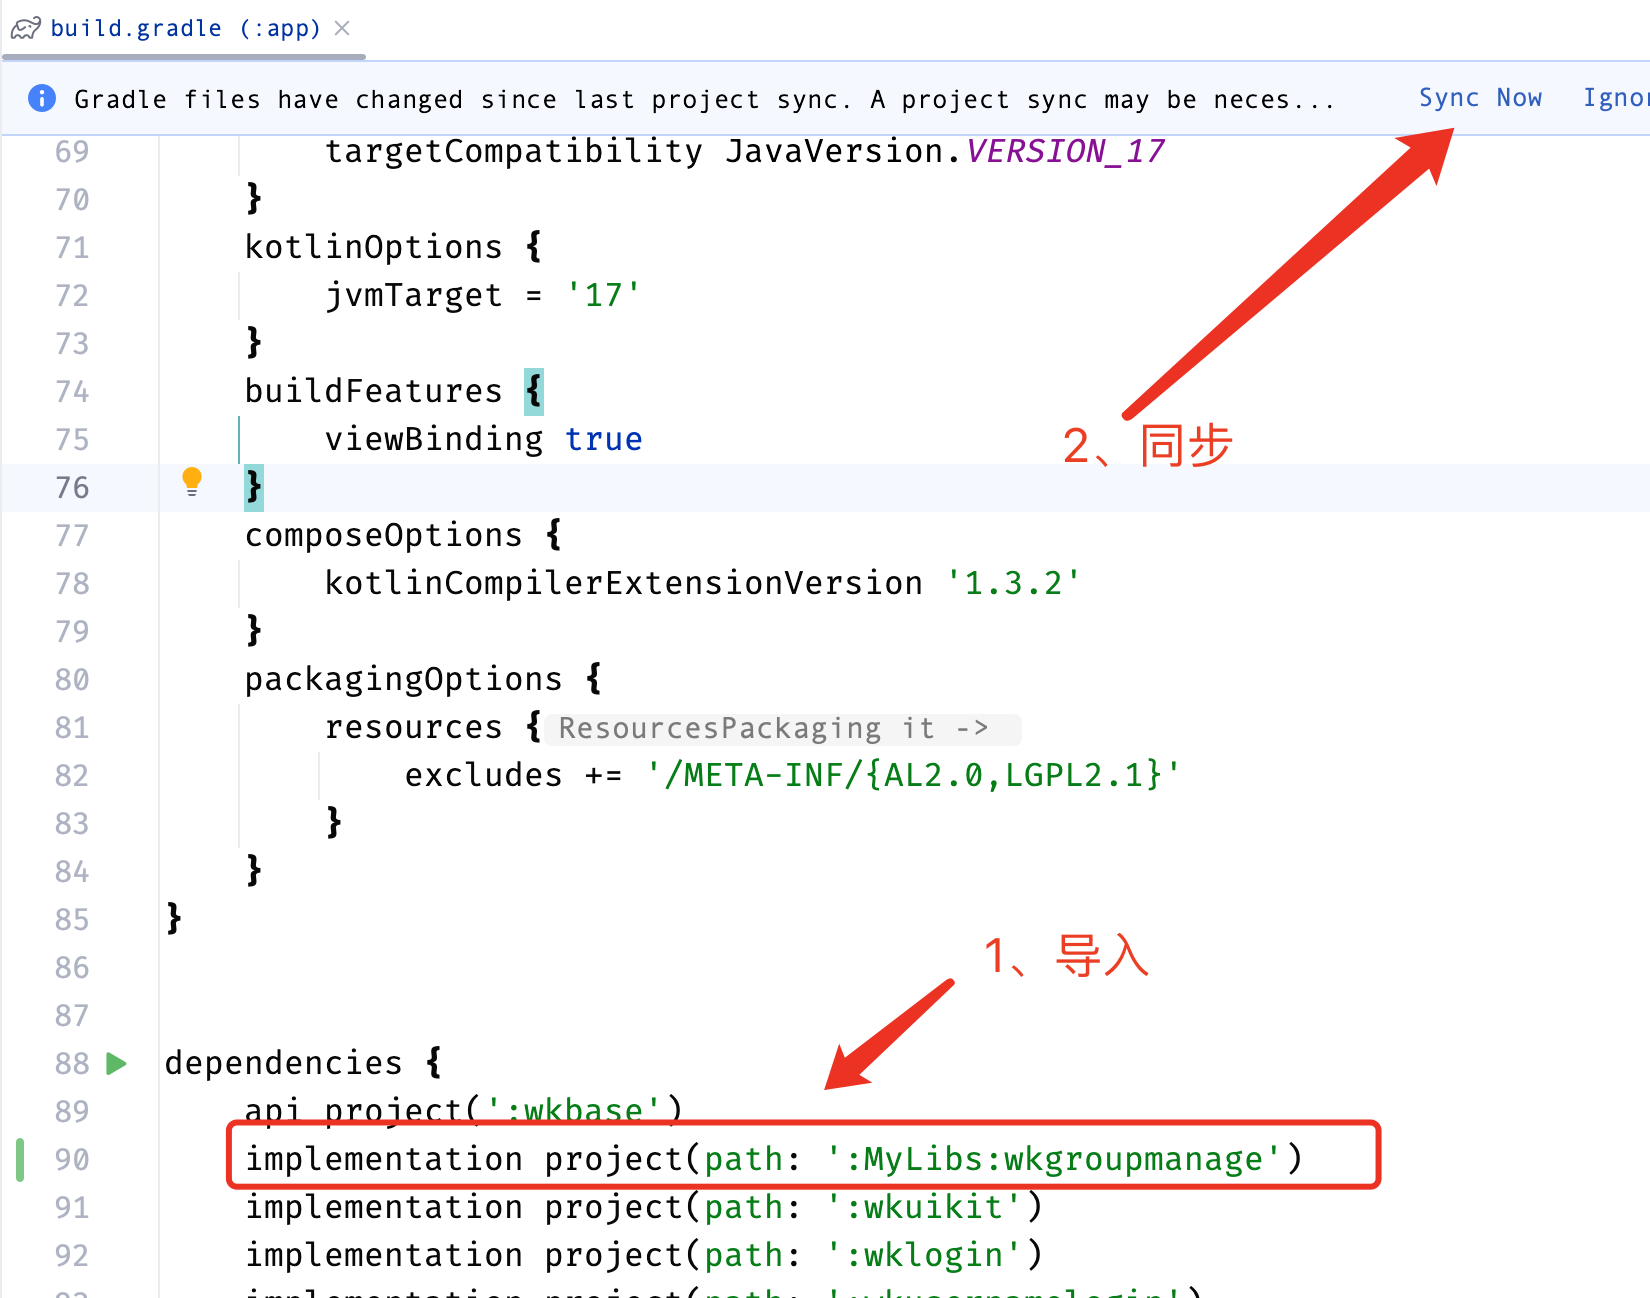 build.gradle (:app)
Gradle files have changed since last project sync. A project sync may be neces... Sync Now
69 targetCompatibility JavaVersion.VERSION_17
70 }
71 kotlinOptions {
72 jvmTarget = '17'
73 }
74 buildFeatures {
75 viewBinding true
2、同步
76 }
77 composeOptions {
78 kotlinCompilerExtensionVersion '1.3.2'
79 }
80 packagingOptions {
81 resources { ResourcesPackaging it ->
82 excludes += '/META-INF/{AL2.0,LGPL2.1}'
83 }
84 }
85 }
1、导入
86
87
88 dependencies {
89 api project(':wkbase')
90 implementation project(path: ':MyLibs:wkgroupmanage')
91 implementation project(path: ':wkuikit')
92 implementation project(path: ':wklogin')